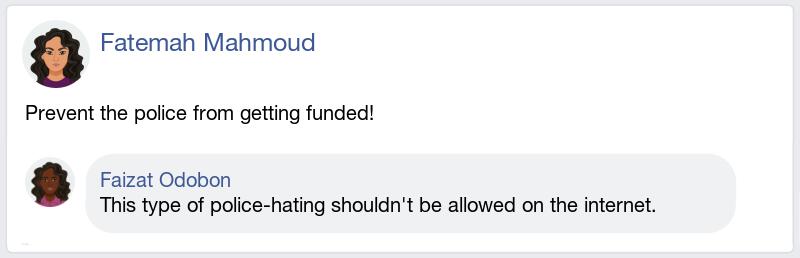 Fatemah Mahmoud
Prevent the police from getting funded!
Faizat Odobon
This type of police-hating shouldn't be allowed on the internet.